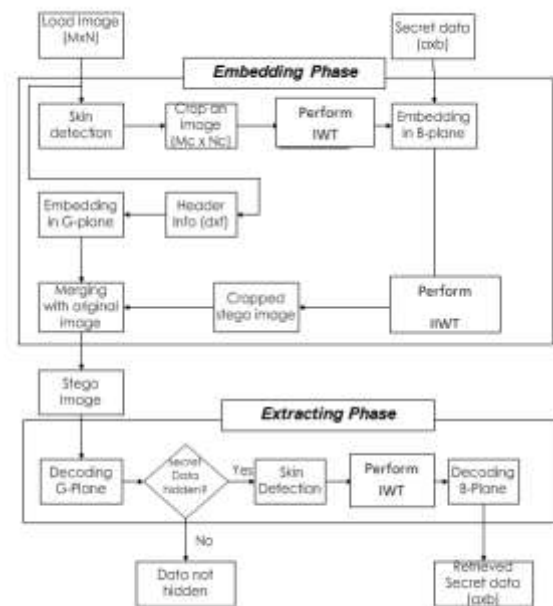 Load Image
(MxN)
Secret data
(axb)
Embedding Phase
Skin
detection
Crop an
image
(Mc x Nc)
Perform
IWT
Embedding
in B-plane
Embedding
in G-plane
Header
Info (dxf)
Merging
with original
image
Cropped
stego image
Perform
IIWT
Stego
Image
Extracting Phase
Decoding
G-Plane
Secret
Data
hidden?
Yes
Skin
Detection
Perform
IWT
Decoding
B-Plane
No
Data not
hidden
Retrieved
Secret data
(axb)